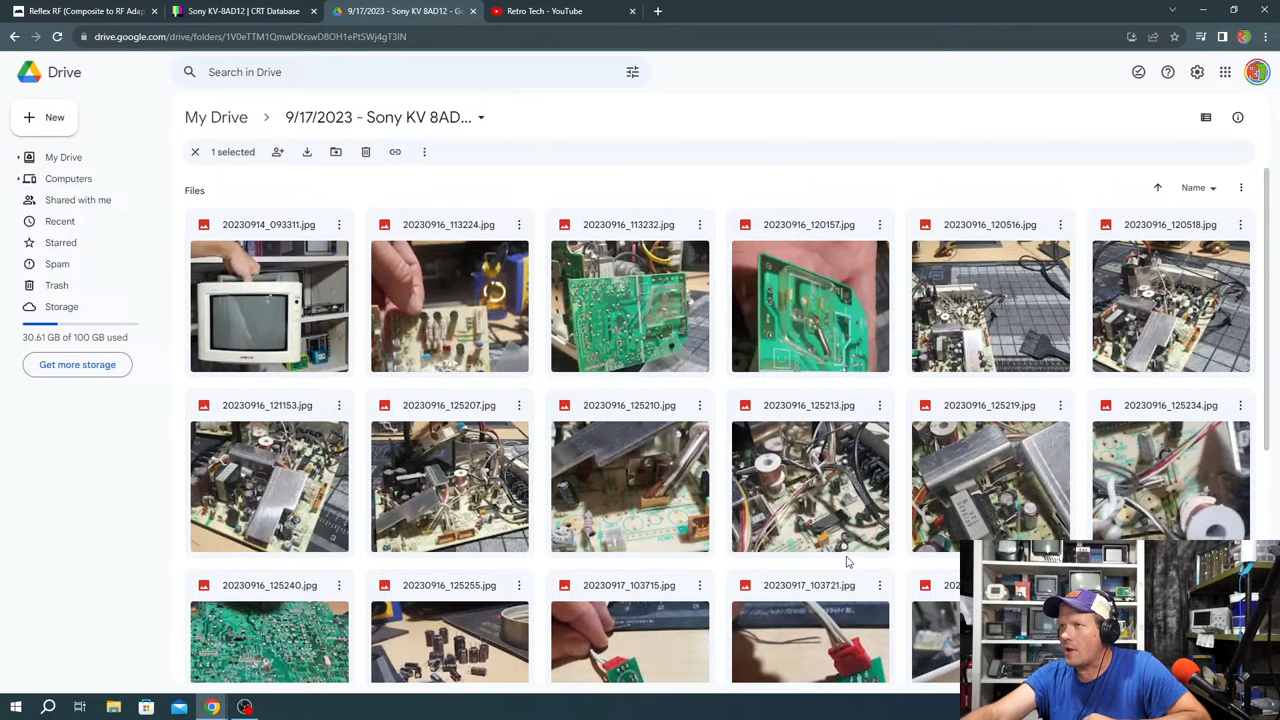 Reflex RF (Composite to RF Adap
Sony KV-8AD12 | CRT Database
9/17/2023 - Sony KV 8AD12 - Go
Retro Tech - YouTube
drive.google.com/drive/folders/1V0eTTM1QmwDKrswD8OH1ePtSWj4gT3IN
Drive
Search in Drive
New
My Drive
9/17/2023 - Sony KV 8AD...
1 selected
My Drive
Computers
Shared with me
Recent
Starred
Spam
Trash
Storage
30.61 GB of 100 GB used
Get more storage
Files
Name
20230914_093311.jpg
20230916_113224.jpg
20230916_113232.jpg
20230916_120157.jpg
20230916_120516.jpg
20230916_120518.jpg
20230916_121153.jpg
20230916_125207.jpg
20230916_125210.jpg
20230916_125213.jpg
20230916_125219.jpg
20230916_125234.jpg
20230916_125240.jpg
20230916_125255.jpg
20230917_103715.jpg
20230917_103721.jpg